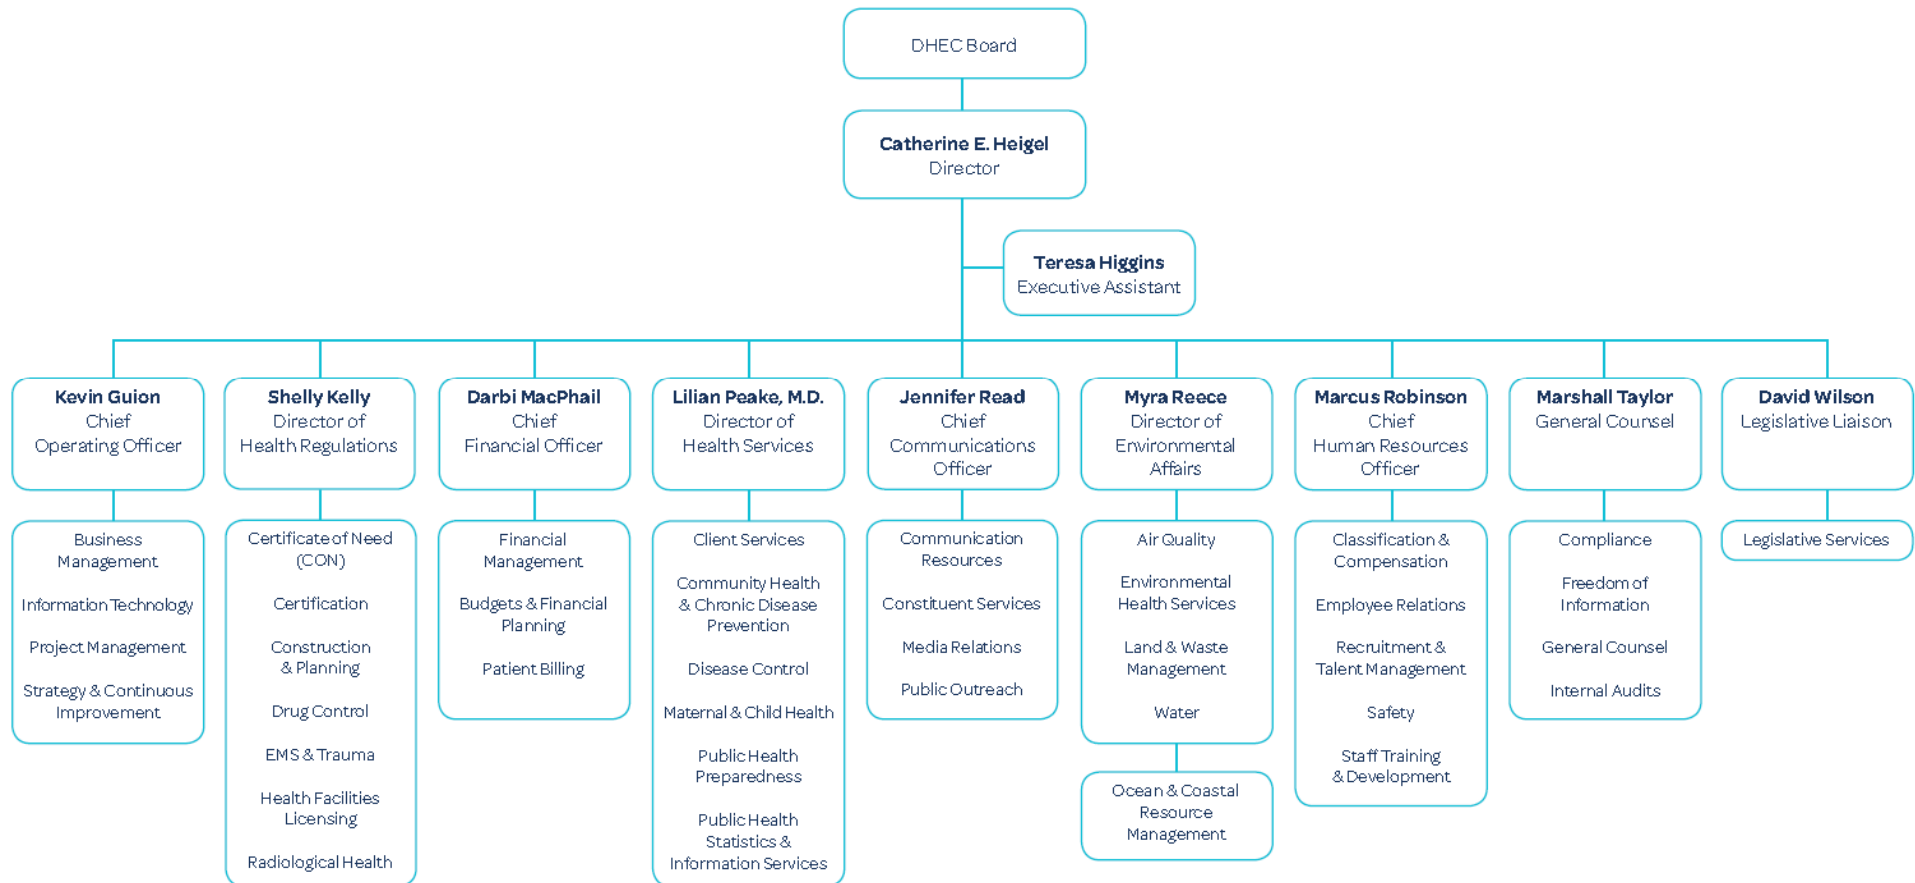 DHEC Board
Catherine E. Heigel
Director
Teresa Higgins
Executive Assistant
Kevin Guion
Chief
Operating Officer
Business
Management
Information Technology
Project Management
Strategy & Continuous
Improvement
Shelly Kelly
Director of
Health Regulations
Certificate of Need
(CON)
Certification
Construction
& Planning
Drug Control
EMS & Trauma
Health Facilities
Licensing
Radiological Health
Darbi MacPhail
Chief
Financial Officer
Financial
Management
Budgets & Financial
Planning
Patient Billing
Lilian Peake, M.D.
Director of
Health Services
Client Services
Community Health
& Chronic Disease
Prevention
Disease Control
Maternal & Child Health
Public Health
Preparedness
Public Health
Statistics &
Information Services
Jennifer Read
Chief
Communications
Officer
Communication
Resources
Constituent Services
Media Relations
Public Outreach
Myra Reece
Director of
Environmental
Affairs
Air Quality
Environmental
Health Services
Land & Waste
Management
Water
Ocean & Coastal
Resource
Management
Marcus Robinson
Chief
Human Resources
Officer
Classification &
Compensation
Employee Relations
Recruitment &
Talent Management
Safety
Staff Training
& Development
Marshall Taylor
General Counsel
Compliance
Freedom of
Information
General Counsel
Internal Audits
David Wilson
Legislative Liaison
Legislative Services